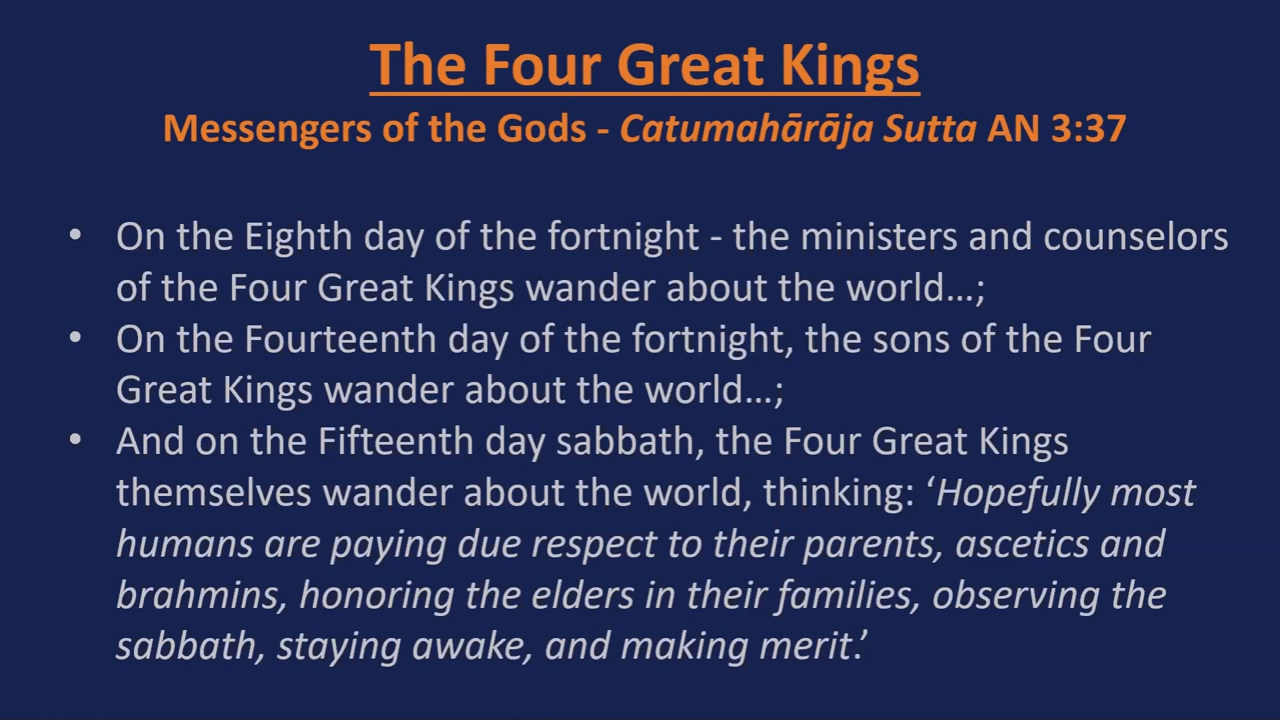 The Four Great Kings
Messengers of the Gods - Catumahārāja Sutta AN 3:37
• On the Eighth day of the fortnight - the ministers and counselors
of the Four Great Kings wander about the world…;
• On the Fourteenth day of the fortnight, the sons of the Four
Great Kings wander about the world…;
• And on the Fifteenth day sabbath, the Four Great Kings
themselves wander about the world, thinking: ‘Hopefully most
humans are paying due respect to their parents, ascetics and
brahmins, honoring the elders in their families, observing the
sabbath, staying awake, and making merit.’